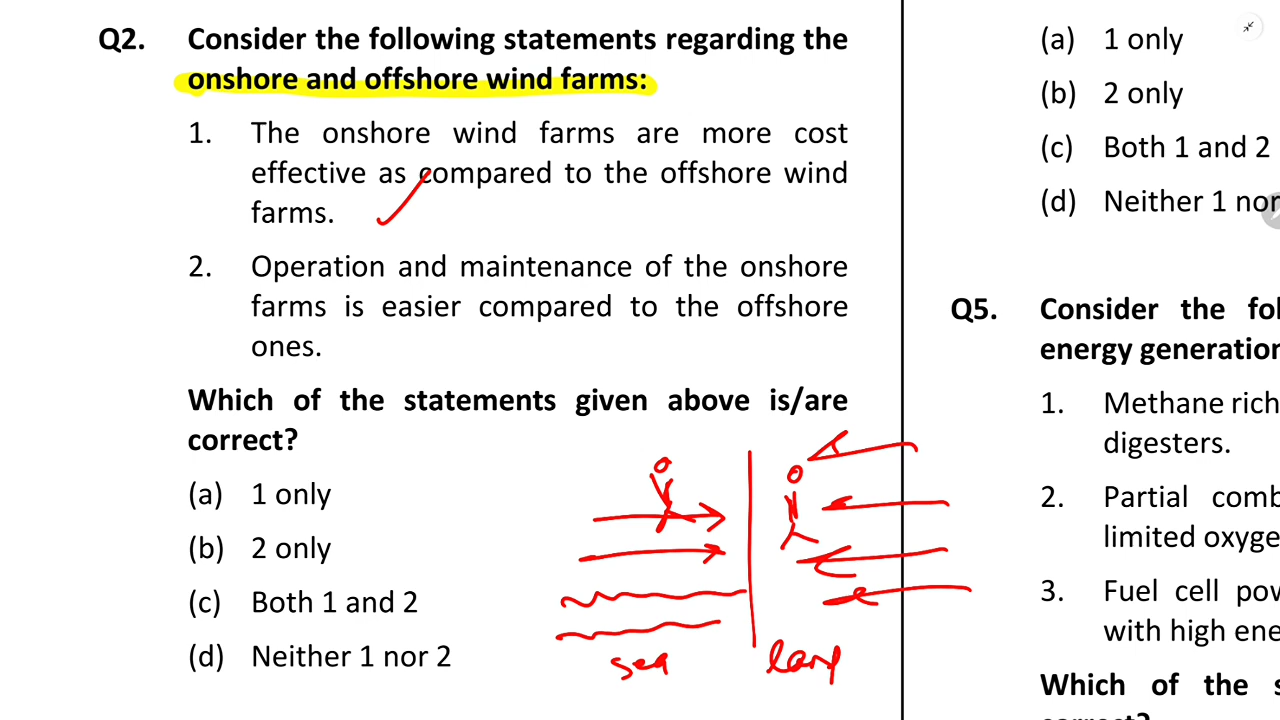 Q2. Consider the following statements regarding the
onshore and offshore wind farms:
1. The onshore wind farms are more cost
effective as compared to the offshore wind
farms.
2. Operation and maintenance of the onshore
farms is easier compared to the offshore
ones.
Which of the statements given above is/are
correct?
(a) 1 only
(b) 2 only
(c) Both 1 and 2
(d) Neither 1 nor 2
sea
land
(a) 1 only
(b) 2 only
(c) Both 1 and 2
(d) Neither 1 nor
Q5. Consider the fol
energy generation
1. Methane rich
digesters.
2. Partial comb
limited oxyge
3. Fuel cell pow
with high ene
Which of the s